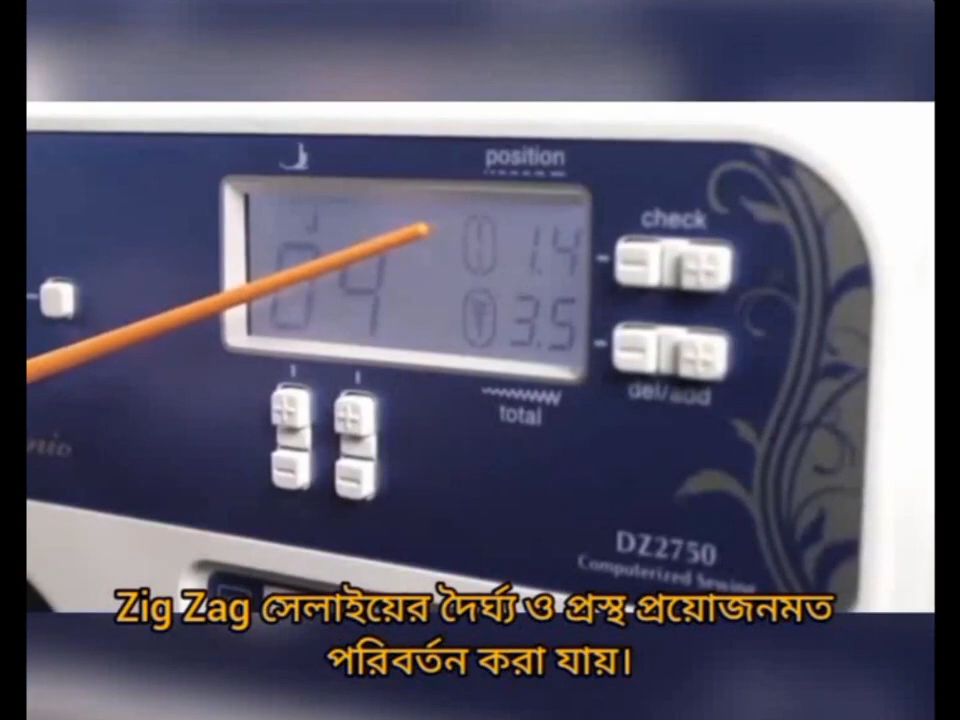 position
check
J
04
1.4
3.5
del/add
total
nio
DZ2750
Computerized Sewing
Zig Zag সেলাইয়ের দৈর্ঘ্য ও প্রস্থ প্রয়োজনমত
পরিবর্তন করা যায়।